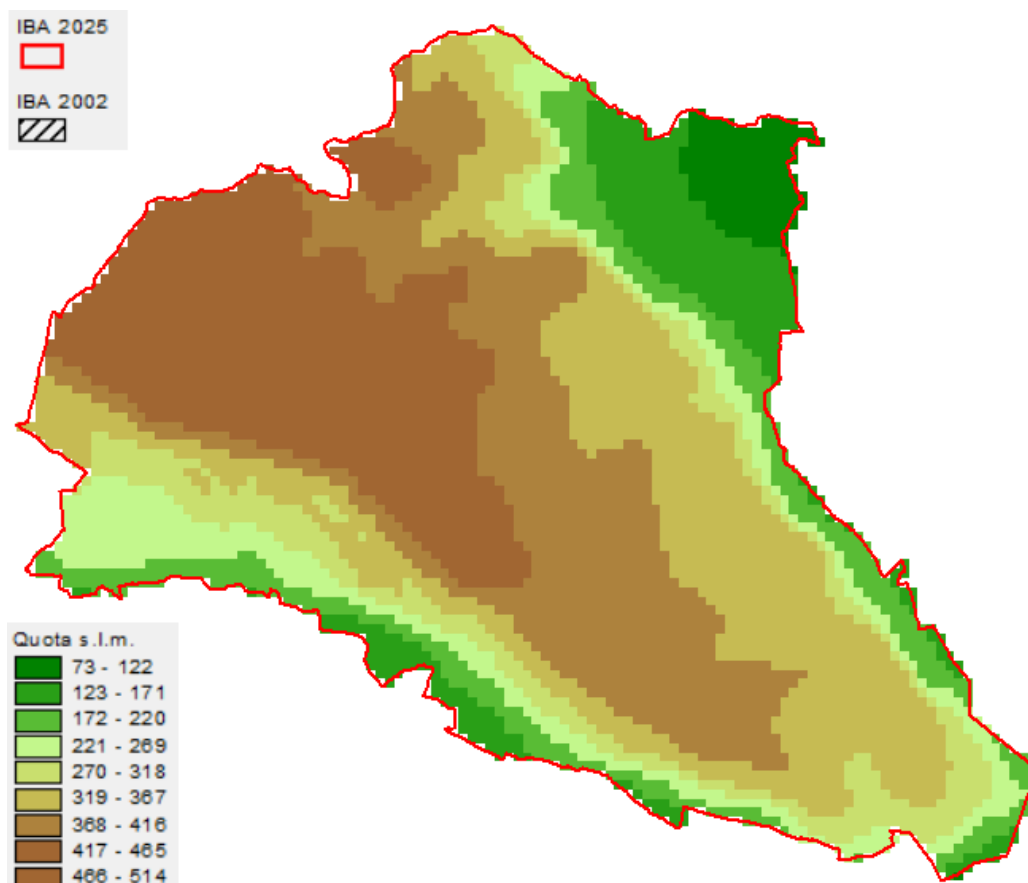 IBA 2025
IBA 2002
Quota s.l.m.
73 - 122
123 - 171
172 - 220
221 - 269
270 - 318
319 - 367
368 - 416
417 - 465
466 - 514